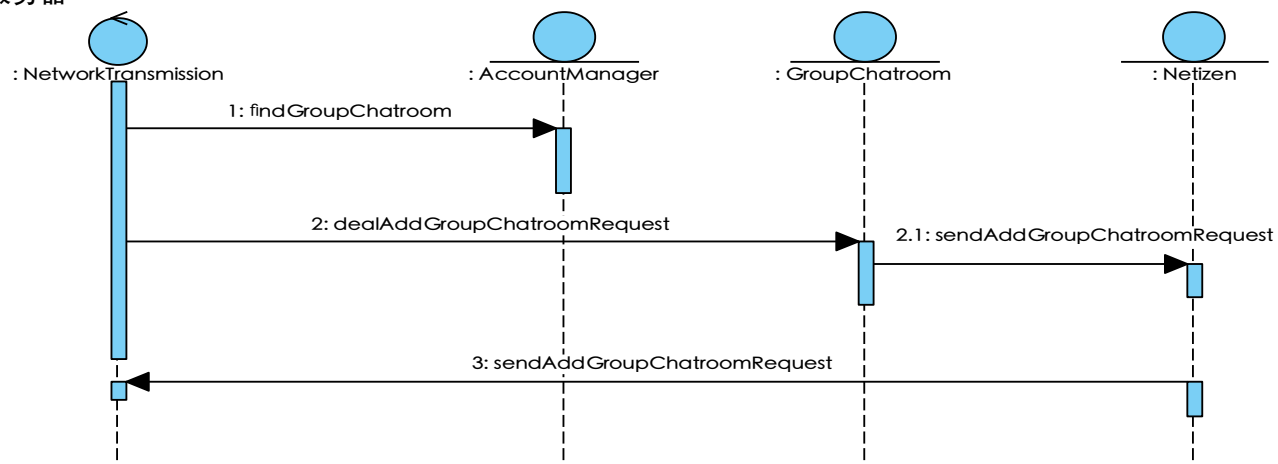 : NetworkTransmission
: AccountManager
: GroupChatroom
: Netizen
1: findGroupChatroom
2: dealAddGroupChatroomRequest
2.1: sendAddGroupChatroomRequest
3: sendAddGroupChatroomRequest